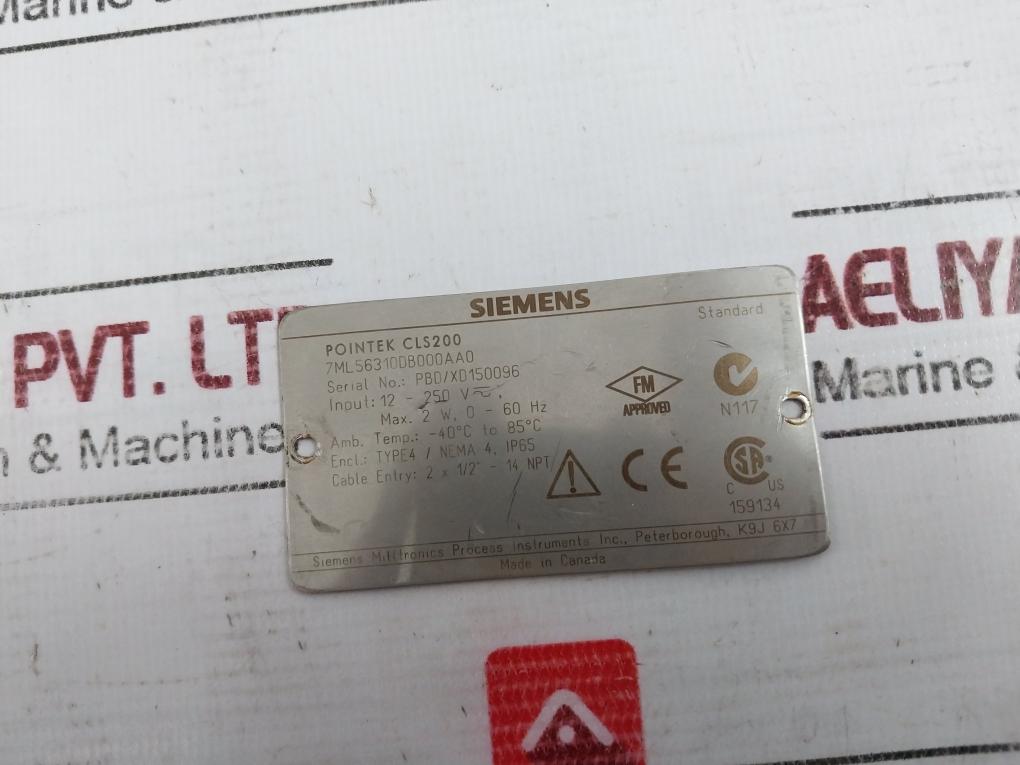 Marine
SIEMENS
Standard
POINTEK CLS200
7ML56310DB000AA0
Serial No.: PBD/XD150096
Input: 12 - 250 V
Max. 2 W, 0 - 60 Hz
Amb. Temp.: -40°C to 85°C
Encl.: TYPE4 / NEMA 4, IP65
Cable Entry: 2 x 1/2" - 14 NPT
FM
APPROVED
N117
CE
SA
C US
159134
Siemens Milltronics Process Instruments Inc., Peterborough, K9J 6X7
Made in Canada
PVT. LT
& Machine
AELIYA
Marine